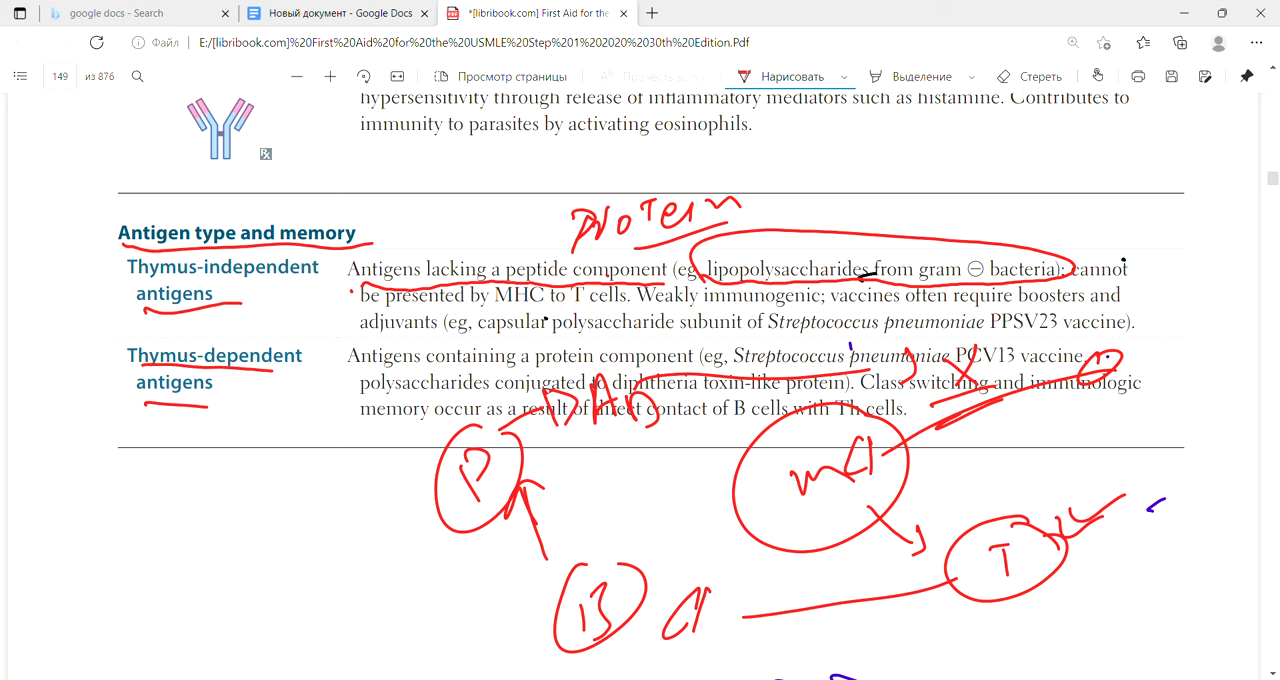 google docs - Search
Новый документ - Google Docs
*[libribook.com] First Aid for the
Файл
E:/[libribook.com]%20First%20Aid%20for%20the%20USMLE%20Step%201%202020%2030th%20Edition.Pdf
149 из 876
Просмотр страницы
Прочесть вслух
Нарисовать
Выделение
Стереть
hypersensitivity through release of inflammatory mediators such as histamine. Contributes to
immunity to parasites by activating eosinophils.
Rx
ProTein
Antigen type and memory
Thymus-independent
antigens
Antigens lacking a peptide component (eg, lipopolysaccharides from gram ⊖ bacteria); cannot
be presented by MHC to T cells. Weakly immunogenic; vaccines often require boosters and
adjuvants (eg, capsular polysaccharide subunit of Streptococcus pneumoniae PPSV23 vaccine).
Thymus-dependent
antigens
Antigens containing a protein component (eg, Streptococcus pneumoniae PCV13 vaccine,
polysaccharides conjugated to diphtheria toxin-like protein). Class switching and immunologic
memory occur as a result of direct contact of B cells with Th cells.
P
T
B